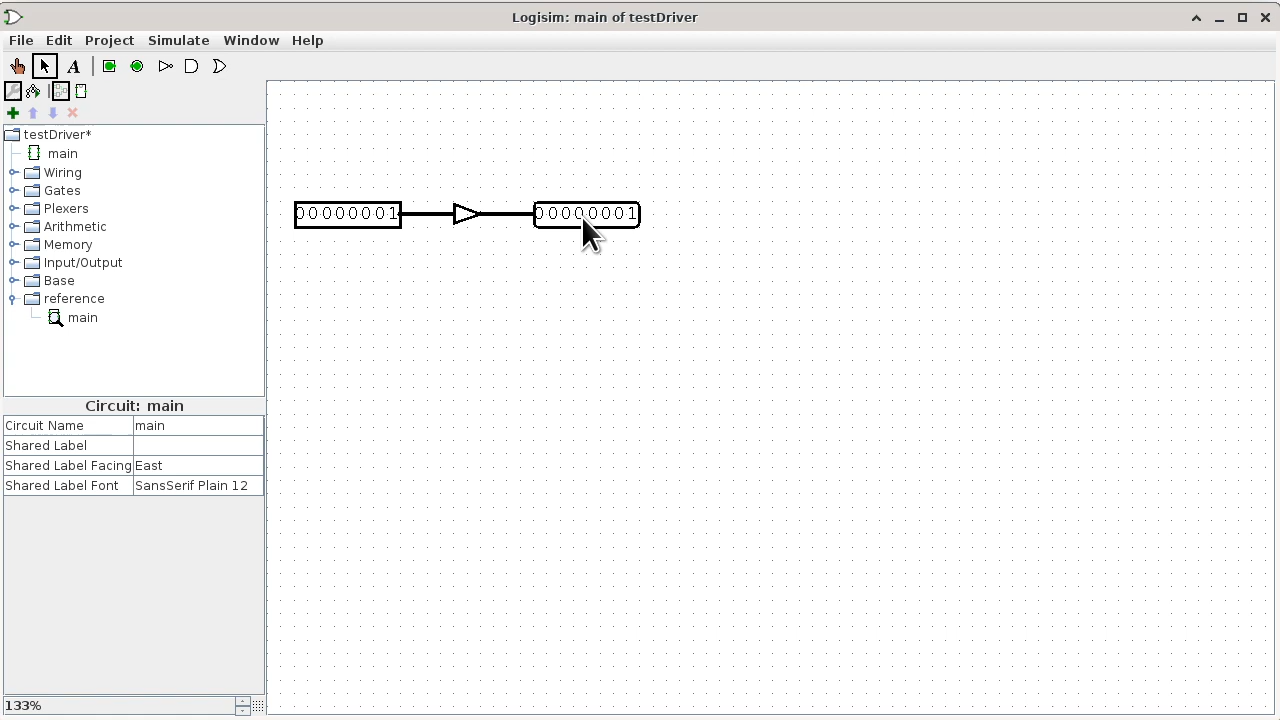 Logisim: main of testDriver
File Edit Project Simulate Window Help
A
testDriver*
main
Wiring
Gates
Plexers
Arithmetic
Memory
Input/Output
Base
reference
main
00000001
00000001
Circuit: main
Circuit Name main
Shared Label
Shared Label Facing East
Shared Label Font SansSerif Plain 12
133%